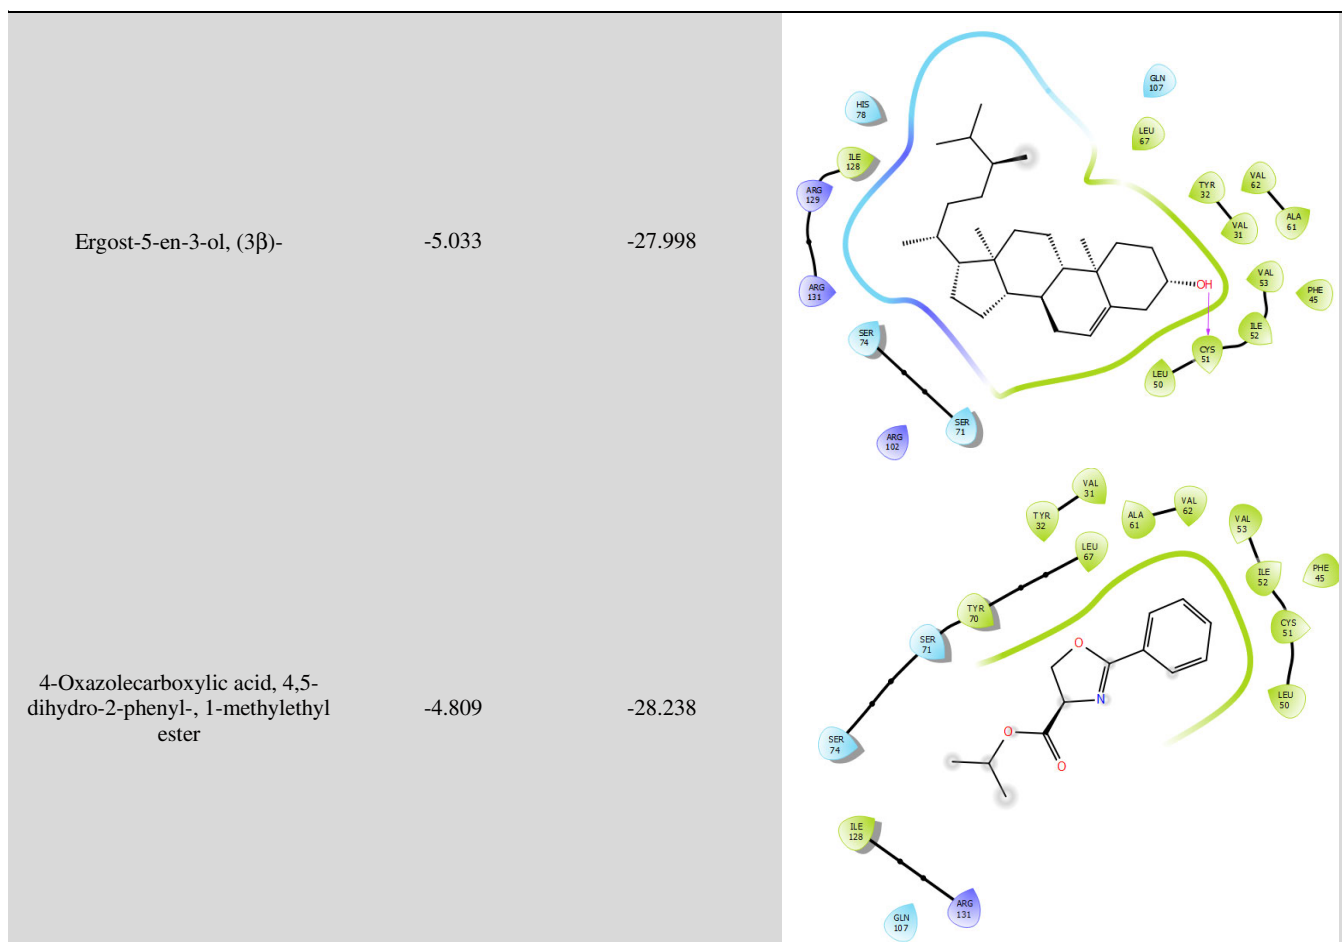 Ergost-5-en-3-ol, (3β)-
-5.033
-27.998
HIS
78
ILE
128
ARG
129
ARG
131
SER
74
SER
71
ARG
102
GLN
107
LEU
67
TYR
32
VAL
31
VAL
62
ALA
61
VAL
53
PHE
45
ILE
52
CYS
51
LEU
50
OH
4-Oxazolecarboxylic acid, 4,5-
dihydro-2-phenyl-, 1-methylethyl
ester
-4.809
-28.238
VAL
31
TYR
32
ALA
61
VAL
62
VAL
53
LEU
67
ILE
52
PHE
45
TYR
70
CYS
51
SER
71
LEU
50
SER
74
O
N
O
O
ILE
128
ARG
131
GLN
107